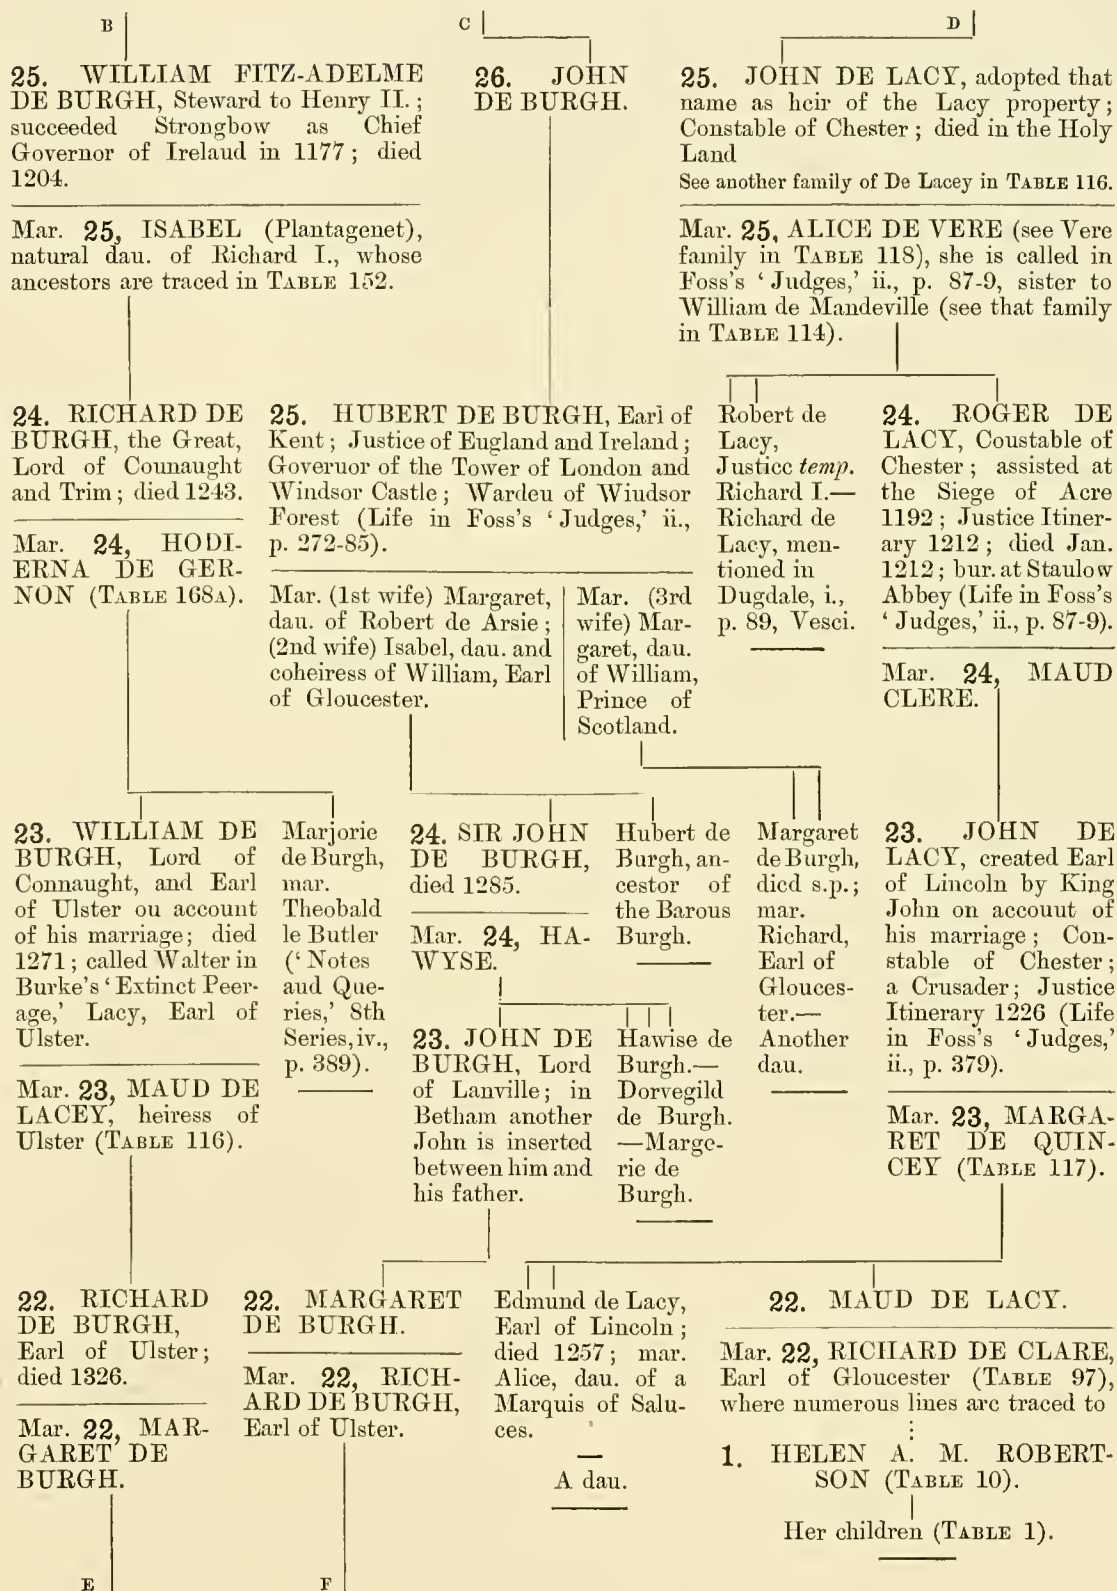 B
C
D
25. WILLIAM FITZ-ADELME
DE BURGH, Steward to Henry II.;
succeeded Strongbow as Chief
Governor of Irelaud in 1177; died
1204.
Mar. 25, ISABEL (Plantagenet),
natural dau. of Richard I., whose
ancestors are traced in TABLE 152.
26. JOHN
DE BURGH.
25. JOHN DE LACY, adopted that
name as heir of the Lacy property;
Constable of Chester; died in the Holy
Land
See another family of De Lacey in TABLE 116.
Mar. 25, ALICE DE VERE (see Vere
family in TABLE 118), she is called in
Foss's 'Judges,' ii., p. 87-9, sister to
William de Mandeville (see that family
in TABLE 114).
24. RICHARD DE
BURGH, the Great,
Lord of Counaught
and Trim; died 1243.
Mar. 24, HODI-
ERNA DE GER-
NON (TABLE 168A).
25. HUBERT DE BURGH, Earl of
Kent; Justice of Eugland and Ireland;
Goveruor of the Tower of London and
Windsor Castle; Wardeu of Wiudsor
Forest (Life in Foss's 'Judges,' ii.,
p. 272-85).
Mar. (1st wife) Margaret,
dau. of Robert de Arsie;
(2nd wife) Isabel, dau. and
coheiress of William, Earl
of Gloucester.
Mar. (3rd
wife) Mar-
garet, dau.
of William,
Prince of
Scotland.
Robert de
Lacy,
Justice temp.
Richard I.—
Richard de
Lacy, men-
tioned in
Dugdale, i.,
p. 89, Vesci.
24. ROGER DE
LACY, Coustable of
Chester; assisted at
the Siege of Acre
1192; Justice Itiner-
ary 1212; died Jan.
1212; bur. at Staulow
Abbey (Life in Foss's
'Judges,' ii., p. 87-9).
Mar. 24, MAUD
CLERE.
23. WILLIAM DE
BURGH, Lord of
Connaught, and Earl
of Ulster ou account
of his marriage; died
1271; called Walter in
Burke's 'Extinct Peer-
age,' Lacy, Earl of
Ulster.
Mar. 23, MAUD DE
LACEY, heiress of
Ulster (TABLE 116).
Marjorie
de Burgh,
mar.
Theobald
le Butler
('Notes
aud Que-
ries,' 8th
Series, iv.,
p. 389).
24. SIR JOHN
DE BURGH,
died 1285.
Mar. 24, HA-
WYSE.
Hubert de
Burgh, an-
cestor of
the Barous
Burgh.
Margaret
de Burgh,
died s.p.;
mar.
Richard,
Earl of
Glouces-
ter.—
Another
dau.
23. JOHN DE
LACY, created Earl
of Lincoln by King
John on accouut of
his marriage; Con-
stable of Chester;
a Crusader; Justice
Itinerary 1226 (Life
in Foss's 'Judges,'
ii., p. 379).
Mar. 23, MARGA-
RET DE QUIN-
CEY (TABLE 117).
23. JOHN DE
BURGH, Lord
of Lanville; in
Betham another
John is inserted
between him and
his father.
Hawise de
Burgh.—
Dorvegild
de Burgh.
—Marge-
rie de
Burgh.
22. RICHARD
DE BURGH,
Earl of Ulster;
died 1326.
Mar. 22, MAR-
GARET DE
BURGH.
22. MARGARET
DE BURGH.
Mar. 22, RICH-
ARD DE BURGH,
Earl of Ulster.
Edmund de Lacy,
Earl of Lincoln;
died 1257; mar.
Alice, dau. of a
Marquis of Salu-
ces.
—
A dau.
22. MAUD DE LACY.
Mar. 22, RICHARD DE CLARE,
Earl of Gloucester (TABLE 97),
where numerous lines are traced to
1. HELEN A. M. ROBERT-
SON (TABLE 10).
Her children (TABLE 1).
E
F